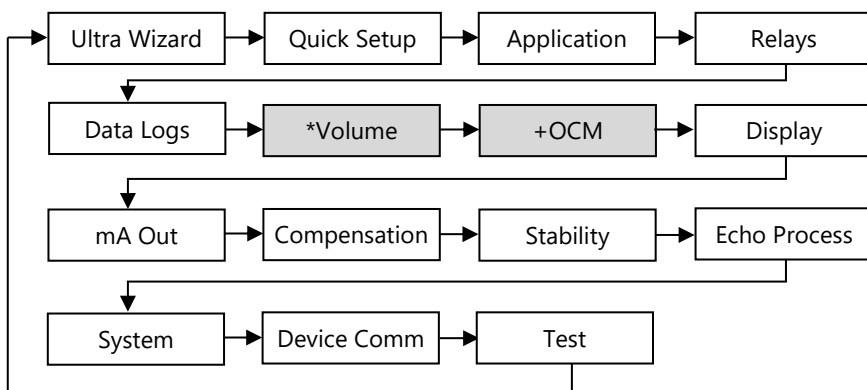 Ultra Wizard
Quick Setup
Application
Relays
Data Logs
*Volume
+OCM
Display
mA Out
Compensation
Stability
Echo Process
System
Device Comm
Test